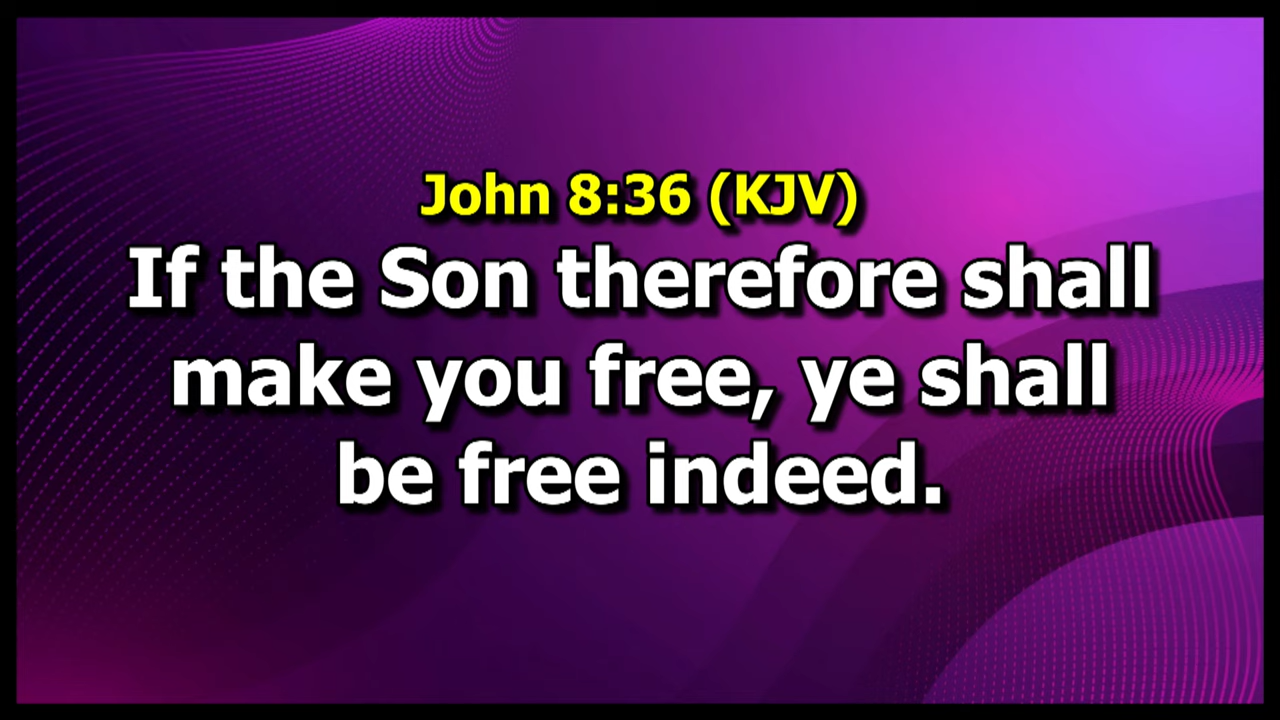 John 8:36 (KJV)
If the Son therefore shall
make you free, ye shall
be free indeed.